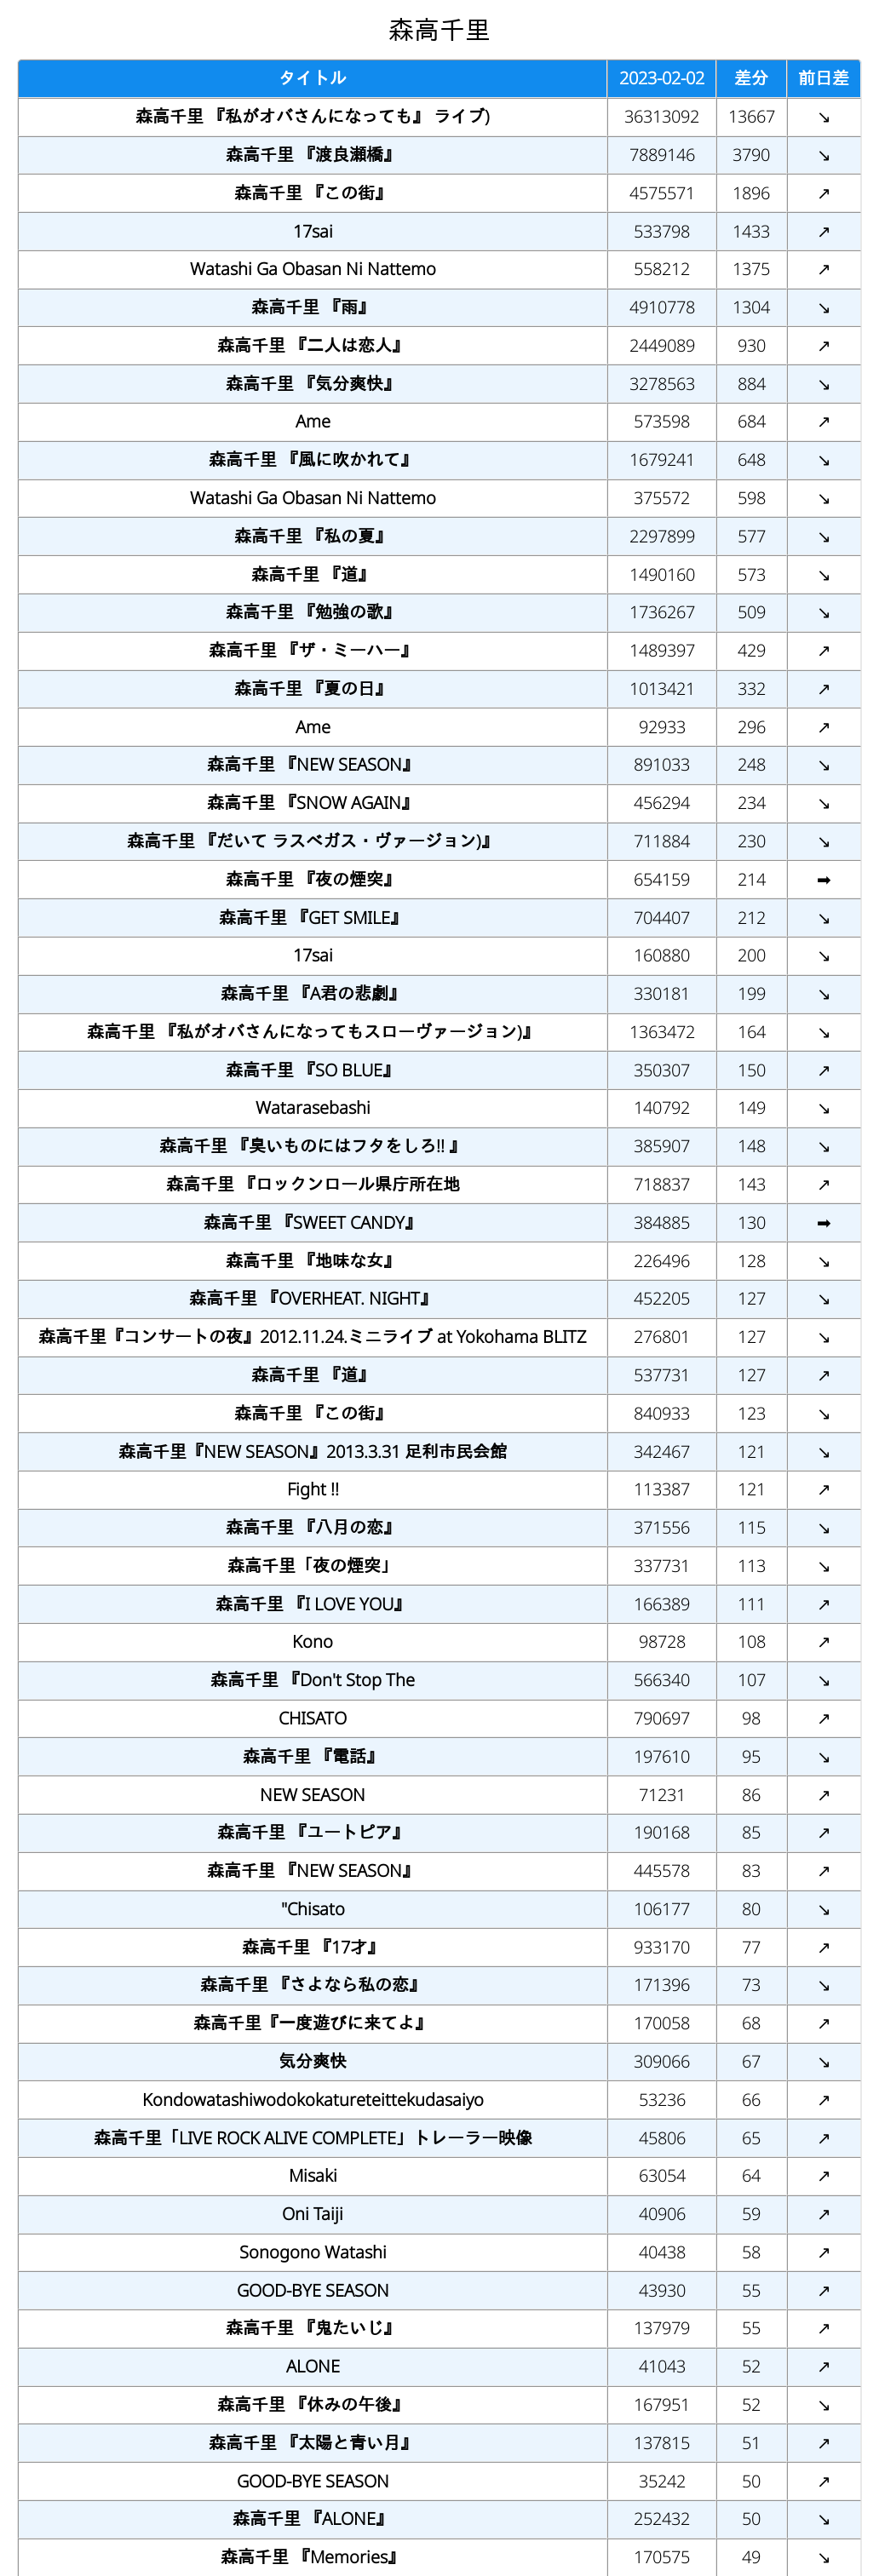 森高千里
タイトル 2023-02-02 差分 前日差
森高千里 『私がオバさんになっても』 ライブ) 36313092 13667 ↘
森高千里 『渡良瀬橋』 7889146 3790 ↘
森高千里 『この街』 4575571 1896 ↗
17sai 533798 1433 ↗
Watashi Ga Obasan Ni Nattemo 558212 1375 ↗
森高千里 『雨』 4910778 1304 ↘
森高千里 『二人は恋人』 2449089 930 ↗
森高千里 『気分爽快』 3278563 884 ↘
Ame 573598 684 ↗
森高千里 『風に吹かれて』 1679241 648 ↘
Watashi Ga Obasan Ni Nattemo 375572 598 ↘
森高千里 『私の夏』 2297899 577 ↘
森高千里 『道』 1490160 573 ↘
森高千里 『勉強の歌』 1736267 509 ↘
森高千里 『ザ・ミーハー』 1489397 429 ↗
森高千里 『夏の日』 1013421 332 ↗
Ame 92933 296 ↗
森高千里 『NEW SEASON』 891033 248 ↘
森高千里 『SNOW AGAIN』 456294 234 ↘
森高千里 『だいて ラスベガス・ヴァージョン)』 711884 230 ↘
森高千里 『夜の煙突』 654159 214 ➡
森高千里 『GET SMILE』 704407 212 ↘
17sai 160880 200 ↘
森高千里 『A君の悲劇』 330181 199 ↘
森高千里 『私がオバさんになってもスローヴァージョン)』 1363472 164 ↘
森高千里 『SO BLUE』 350307 150 ↗
Watarasebashi 140792 149 ↘
森高千里 『臭いものにはフタをしろ!! 』 385907 148 ↘
森高千里 『ロックンロール県庁所在地 718837 143 ↗
森高千里 『SWEET CANDY』 384885 130 ➡
森高千里 『地味な女』 226496 128 ↘
森高千里 『OVERHEAT. NIGHT』 452205 127 ↘
森高千里『コンサートの夜』2012.11.24.ミニライブ at Yokohama BLITZ 276801 127 ↘
森高千里 『道』 537731 127 ↗
森高千里 『この街』 840933 123 ↘
森高千里『NEW SEASON』2013.3.31 足利市民会館 342467 121 ↘
Fight !! 113387 121 ↗
森高千里 『八月の恋』 371556 115 ↘
森高千里「夜の煙突」 337731 113 ↘
森高千里 『I LOVE YOU』 166389 111 ↗
Kono 98728 108 ↗
森高千里 『Don't Stop The 566340 107 ↘
CHISATO 790697 98 ↗
森高千里 『電話』 197610 95 ↘
NEW SEASON 71231 86 ↗
森高千里 『ユートピア』 190168 85 ↗
森高千里 『NEW SEASON』 445578 83 ↗
"Chisato 106177 80 ↘
森高千里 『17才』 933170 77 ↗
森高千里 『さよなら私の恋』 171396 73 ↘
森高千里『一度遊びに来てよ』 170058 68 ↗
気分爽快 309066 67 ↘
Kondowatashiwodokokatureteittekudasaiyo 53236 66 ↗
森高千里「LIVE ROCK ALIVE COMPLETE」トレーラー映像 45806 65 ↗
Misaki 63054 64 ↗
Oni Taiji 40906 59 ↗
Sonogono Watashi 40438 58 ↗
GOOD-BYE SEASON 43930 55 ↗
森高千里 『鬼たいじ』 137979 55 ↗
ALONE 41043 52 ↗
森高千里 『休みの午後』 167951 52 ↘
森高千里 『太陽と青い月』 137815 51 ↗
GOOD-BYE SEASON 35242 50 ↗
森高千里 『ALONE』 252432 50 ↘
森高千里 『Memories』 170575 49 ↘